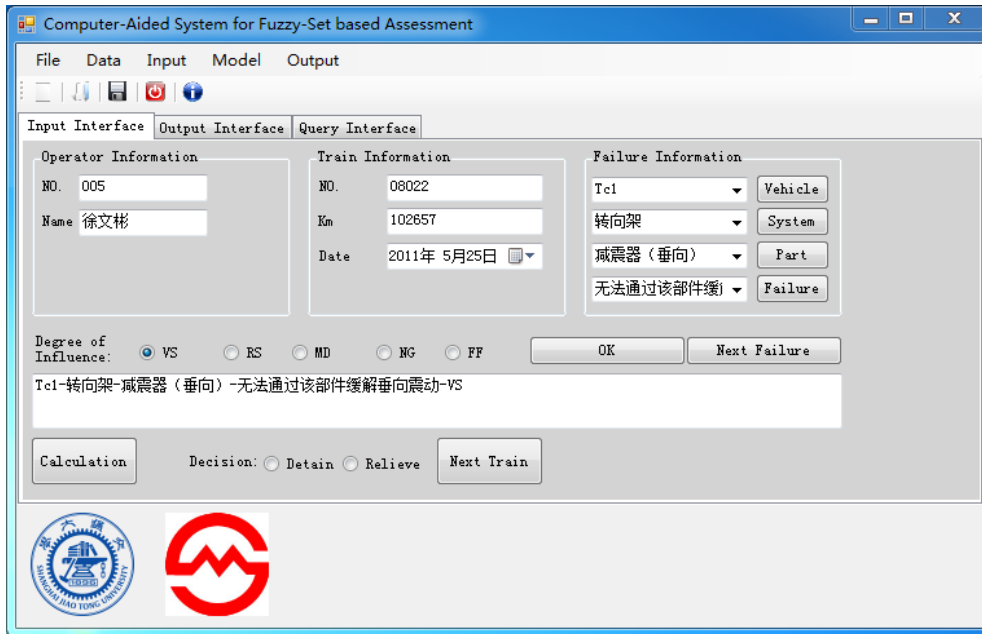 Computer-Aided System for Fuzzy-Set based Assessment
File Data Input Model Output
Input Interface Output Interface Query Interface
Operator Information
NO. 005
Name 徐文彬
Train Information
NO. 08022
Km 102657
Date 2011年 5月25日
Failure Information
Tc1 Vehicle
转向架 System
减震器（垂向） Part
无法通过该部件缓 Failure
Degree of
Influence: VS RS MD NG FF OK Next Failure
Tc1-转向架-减震器（垂向）-无法通过该部件缓解垂向震动-VS
Calculation Decision: Detain Relieve Next Train
SHANGHAI JIAO TONG UNIVERSITY
1896